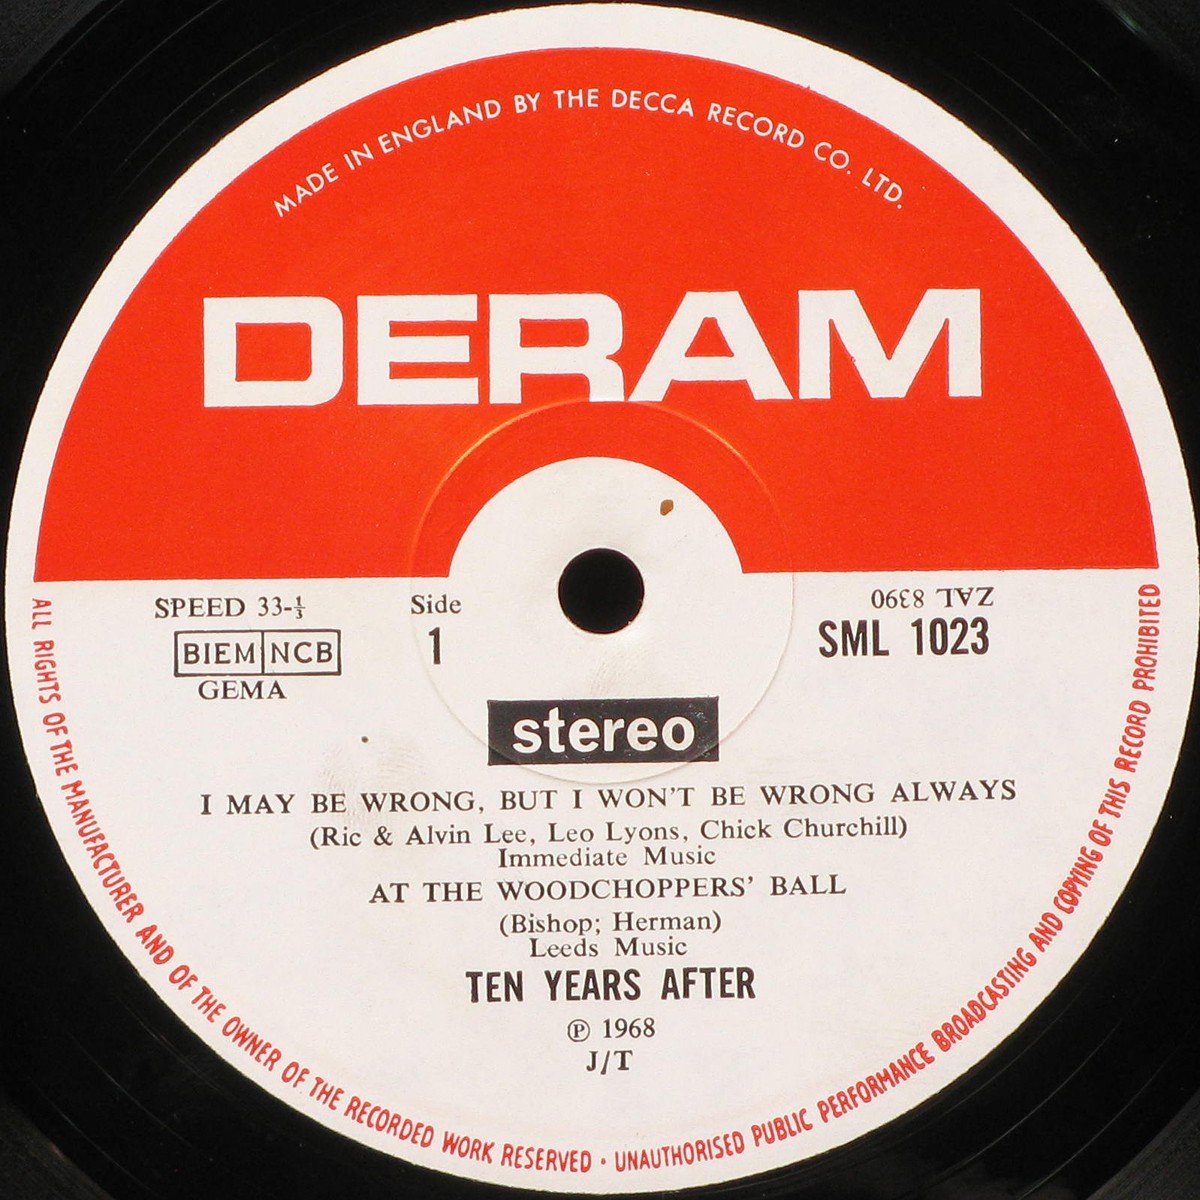 MADE IN ENGLAND BY THE DECCA RECORD CO. LTD.
DERAM
SPEED 33-⅓
BIEM NCB
GEMA
Side
1
ZAL 8390
SML 1023
stereo
I MAY BE WRONG, BUT I WON'T BE WRONG ALWAYS
(Ric & Alvin Lee, Leo Lyons, Chick Churchill)
Immediate Music
AT THE WOODCHOPPERS' BALL
(Bishop; Herman)
Leeds Music
TEN YEARS AFTER
℗ 1968
J/T
ALL RIGHTS OF THE MANUFACTURER AND OF THE OWNER OF THE RECORDED WORK RESERVED · UNAUTHORISED PUBLIC PERFORMANCE BROADCASTING AND COPYING OF THIS RECORD PROHIBITED